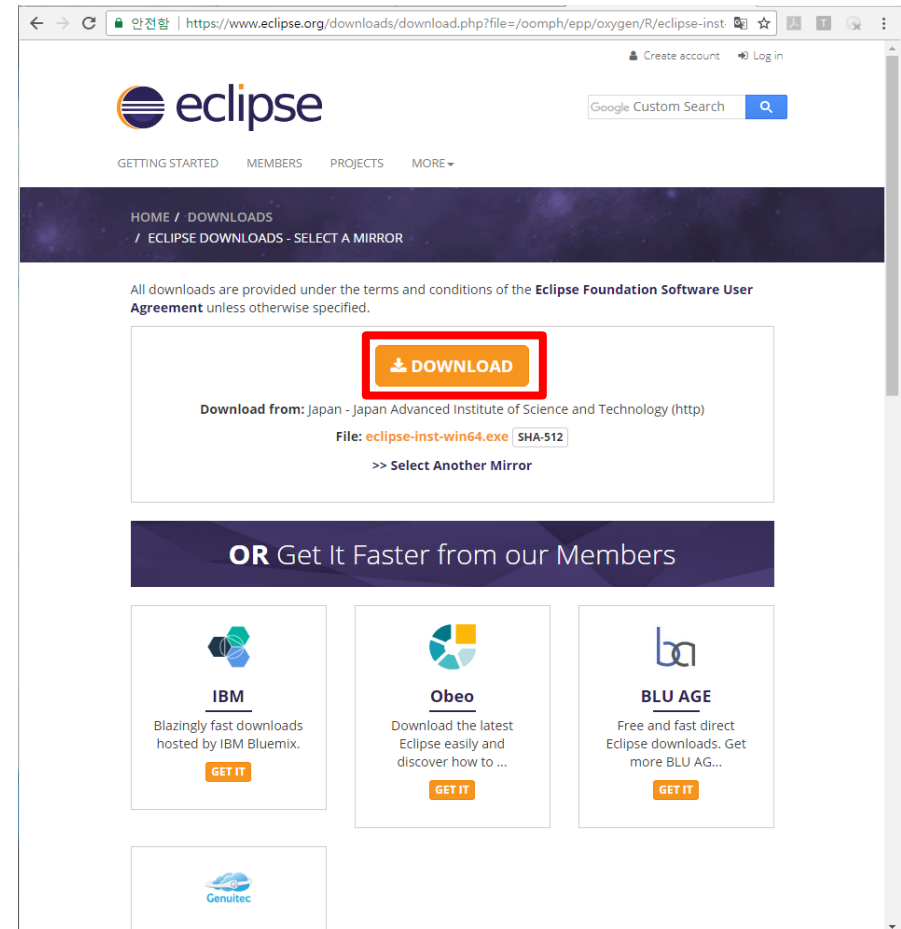 안전함 | https://www.eclipse.org/downloads/download.php?file=/oomph/epp/oxygen/R/eclipse-inst-
Create account Log in
eclipse
Google Custom Search
GETTING STARTED MEMBERS PROJECTS MORE
HOME / DOWNLOADS
/ ECLIPSE DOWNLOADS - SELECT A MIRROR
All downloads are provided under the terms and conditions of the Eclipse Foundation Software User
Agreement unless otherwise specified.
DOWNLOAD
Download from: Japan - Japan Advanced Institute of Science and Technology (http)
File: eclipse-inst-win64.exe SHA-512
>> Select Another Mirror
OR Get It Faster from our Members
IBM
Blazingly fast downloads
hosted by IBM Bluemix.
GET IT
Obeo
Download the latest
Eclipse easily and
discover how to ...
GET IT
ba
BLU AGE
Free and fast direct
Eclipse downloads. Get
more BLU AG...
GET IT
Genuitec